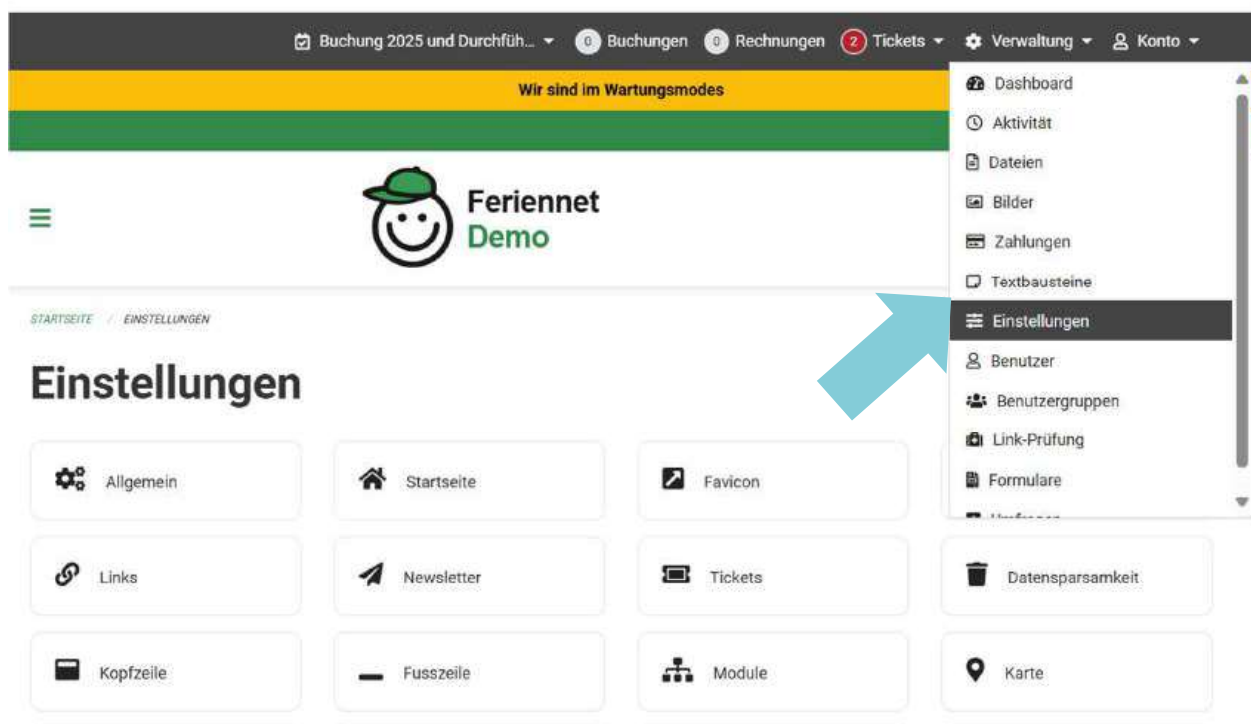 Buchung 2025 und Durchfüh... 0 Buchungen 0 Rechnungen 2 Tickets Verwaltung Konto
Wir sind im Wartungsmodes
Dashboard
Aktivität
Dateien
Bilder
Zahlungen
Textbausteine
Einstellungen
Benutzer
Benutzergruppen
Link-Prüfung
Formulare
Feriennet
Demo
STARTSEITE / EINSTELLUNGEN
Einstellungen
Allgemein Startseite Favicon
Links Newsletter Tickets Datensparsamkeit
Kopfzeile Fusszeile Module Karte